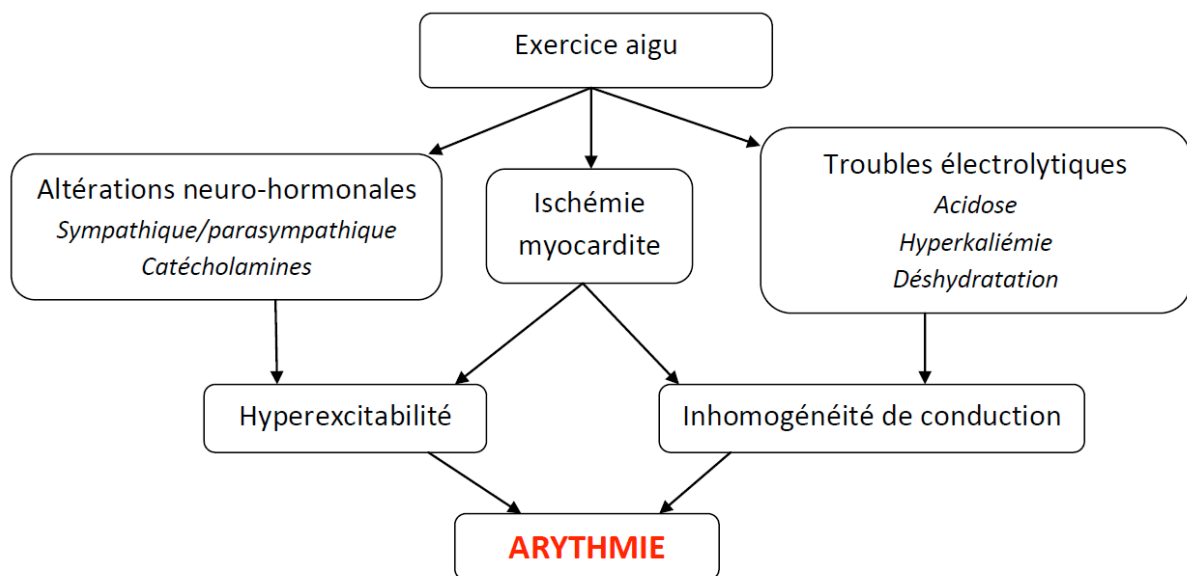 Exercice aigu
Altérations neuro-hormonales
Sympathique/parasympathique
Catécholamines
Ischémie
myocardite
Troubles électrolytiques
Acidose
Hyperkaliémie
Déshydratation
Hyperexcitabilité
Inhomogénéité de conduction
ARYTHMIE